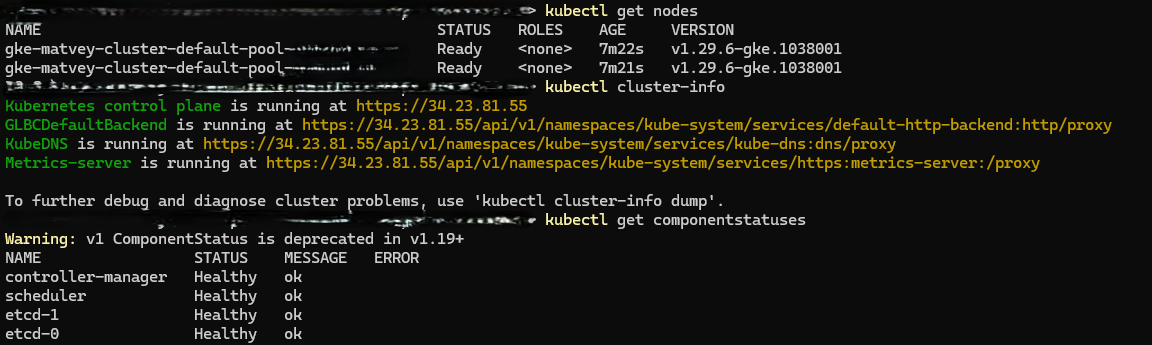 kubectl get nodes
NAME STATUS ROLES AGE VERSION
gke-matvey-cluster-default-pool- Ready <none> 7m22s v1.29.6-gke.1038001
gke-matvey-cluster-default-pool- Ready <none> 7m21s v1.29.6-gke.1038001
kubectl cluster-info
Kubernetes control plane is running at https://34.23.81.55
GLBCDefaultBackend is running at https://34.23.81.55/api/v1/namespaces/kube-system/services/default-http-backend:http/proxy
KubeDNS is running at https://34.23.81.55/api/v1/namespaces/kube-system/services/kube-dns:dns/proxy
Metrics-server is running at https://34.23.81.55/api/v1/namespaces/kube-system/services/https:metrics-server:/proxy
To further debug and diagnose cluster problems, use 'kubectl cluster-info dump'.
kubectl get componentstatuses
Warning: v1 ComponentStatus is deprecated in v1.19+
NAME STATUS MESSAGE ERROR
controller-manager Healthy ok
scheduler Healthy ok
etcd-1 Healthy ok
etcd-0 Healthy ok